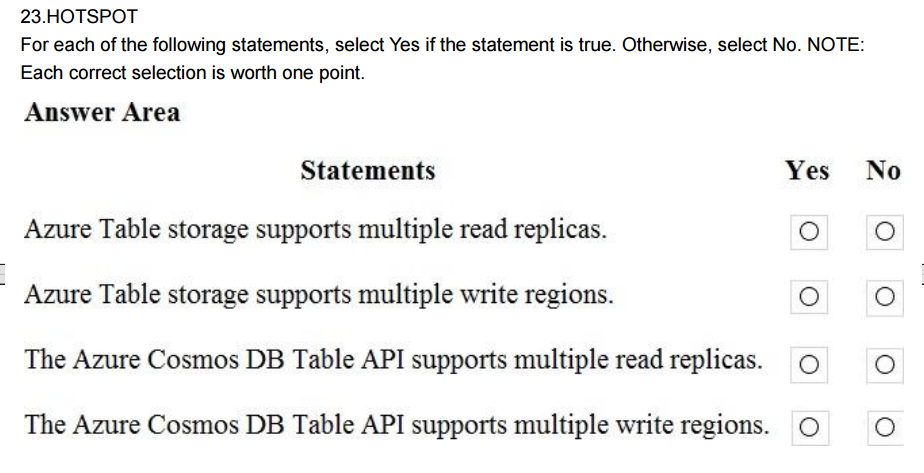 23.HOTSPOT
For each of the following statements, select Yes if the statement is true. Otherwise, select No. NOTE:
Each correct selection is worth one point.
Answer Area
Statements Yes No
Azure Table storage supports multiple read replicas.
Azure Table storage supports multiple write regions.
The Azure Cosmos DB Table API supports multiple read replicas.
The Azure Cosmos DB Table API supports multiple write regions.